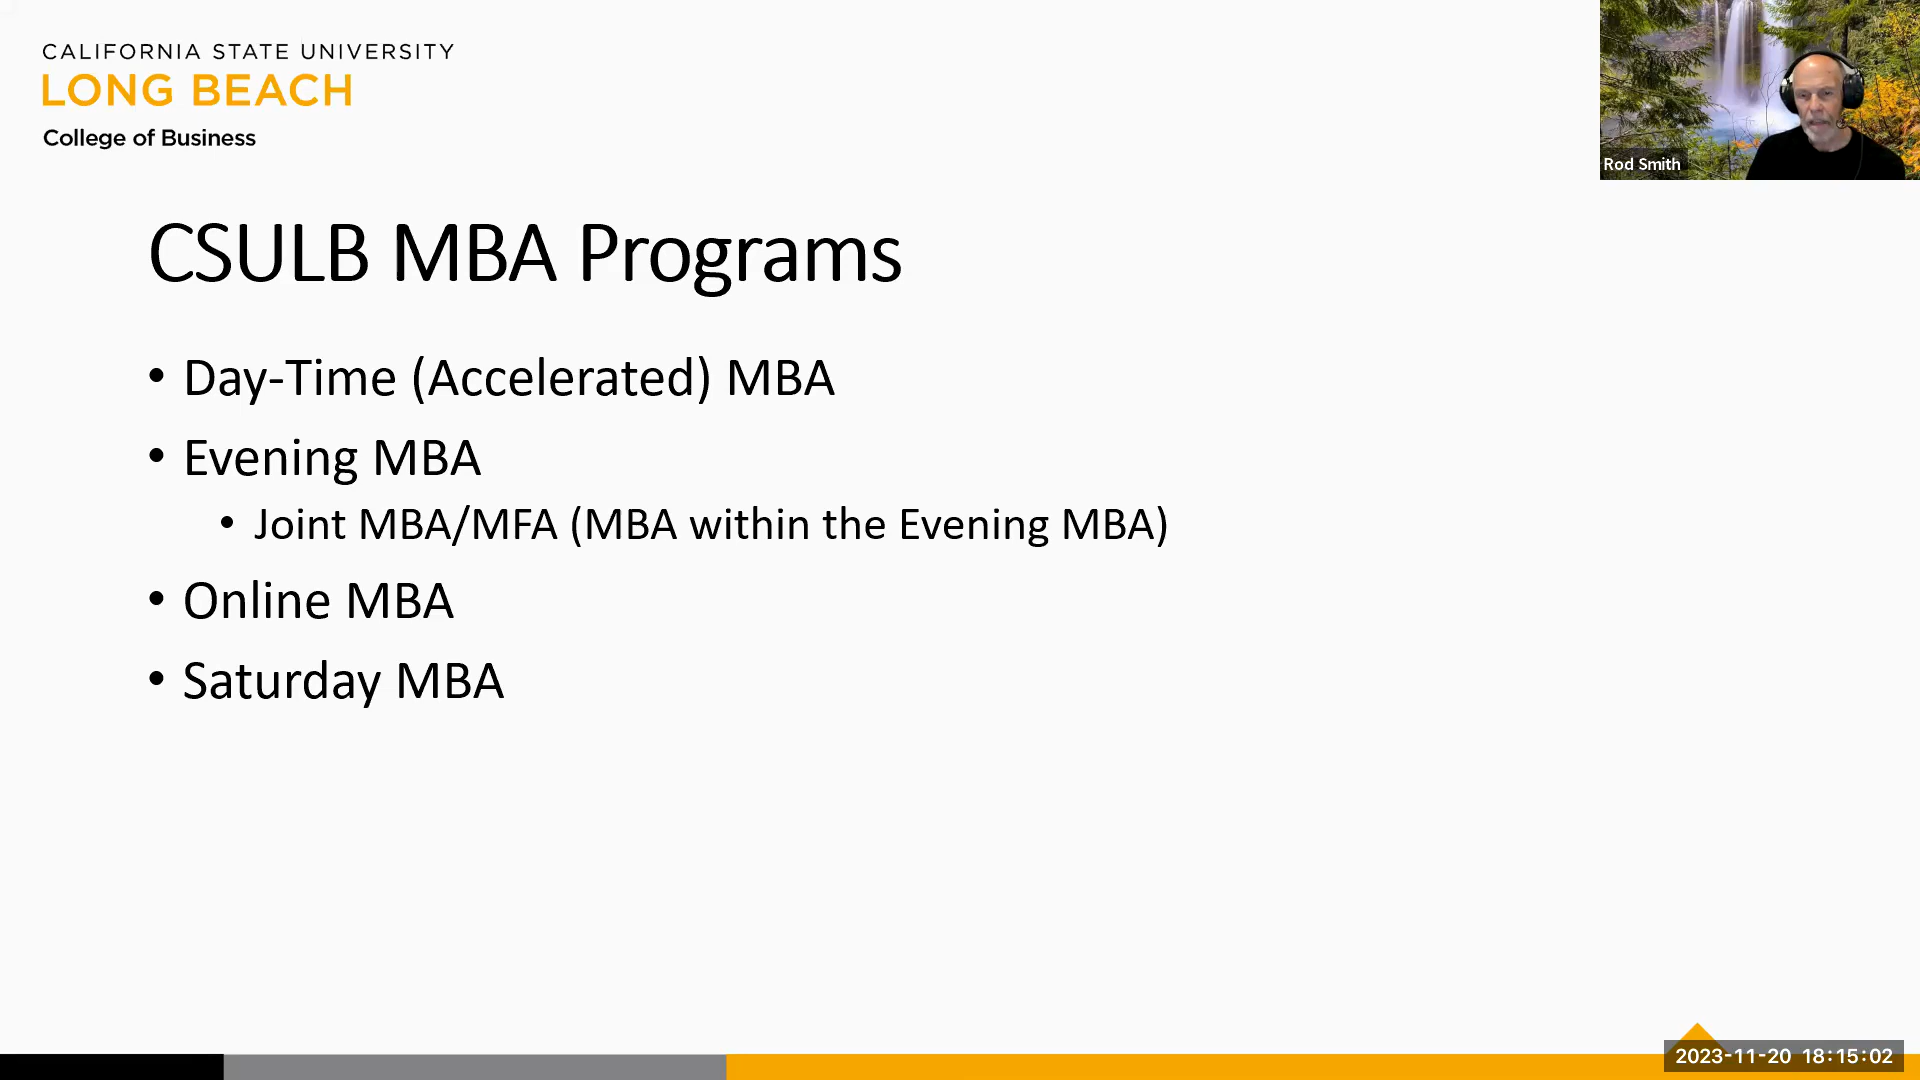 CALIFORNIA STATE UNIVERSITY
LONG BEACH
College of Business
Rod Smith
CSULB MBA Programs
• Day-Time (Accelerated) MBA
• Evening MBA
• Joint MBA/MFA (MBA within the Evening MBA)
• Online MBA
• Saturday MBA
2023-11-20 18:15:02